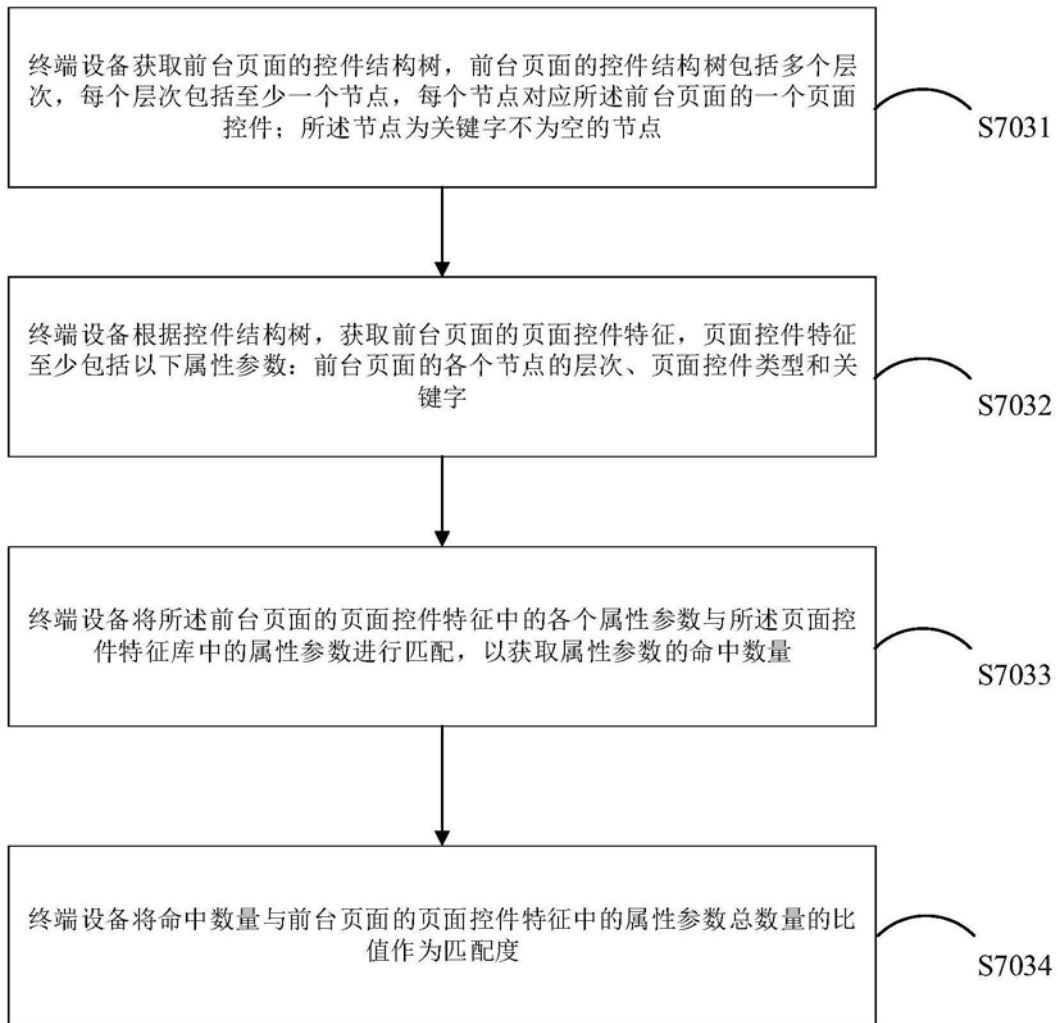 终端设备获取前台页面的控件结构树，前台页面的控件结构树包括多个层
次，每个层次包括至少一个节点，每个节点对应所述前台页面的一个页面
控件；所述节点为关键字不为空的节点
S7031
终端设备根据控件结构树，获取前台页面的页面控件特征，页面控件特征
至少包括以下属性参数：前台页面的各个节点的层次、页面控件类型和关
键字
S7032
终端设备将所述前台页面的页面控件特征中的各个属性参数与所述页面控
件特征库中的属性参数进行匹配，以获取属性参数的命中数量
S7033
终端设备将命中数量与前台页面的页面控件特征中的属性参数总数量的比
值作为匹配度
S7034